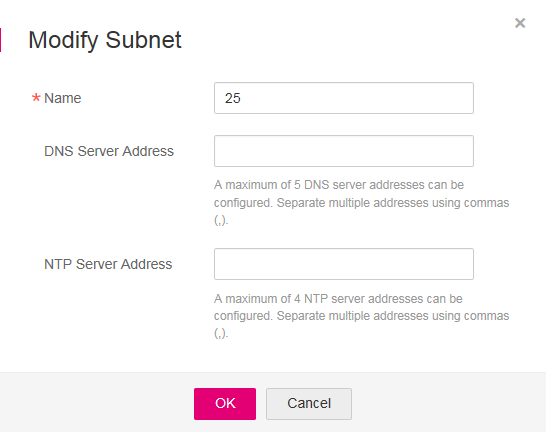 ×
Modify Subnet
* Name
25
DNS Server Address
A maximum of 5 DNS server addresses can be
configured. Separate multiple addresses using commas
(,).
NTP Server Address
A maximum of 4 NTP server addresses can be
configured. Separate multiple addresses using commas
(,).
OK
Cancel